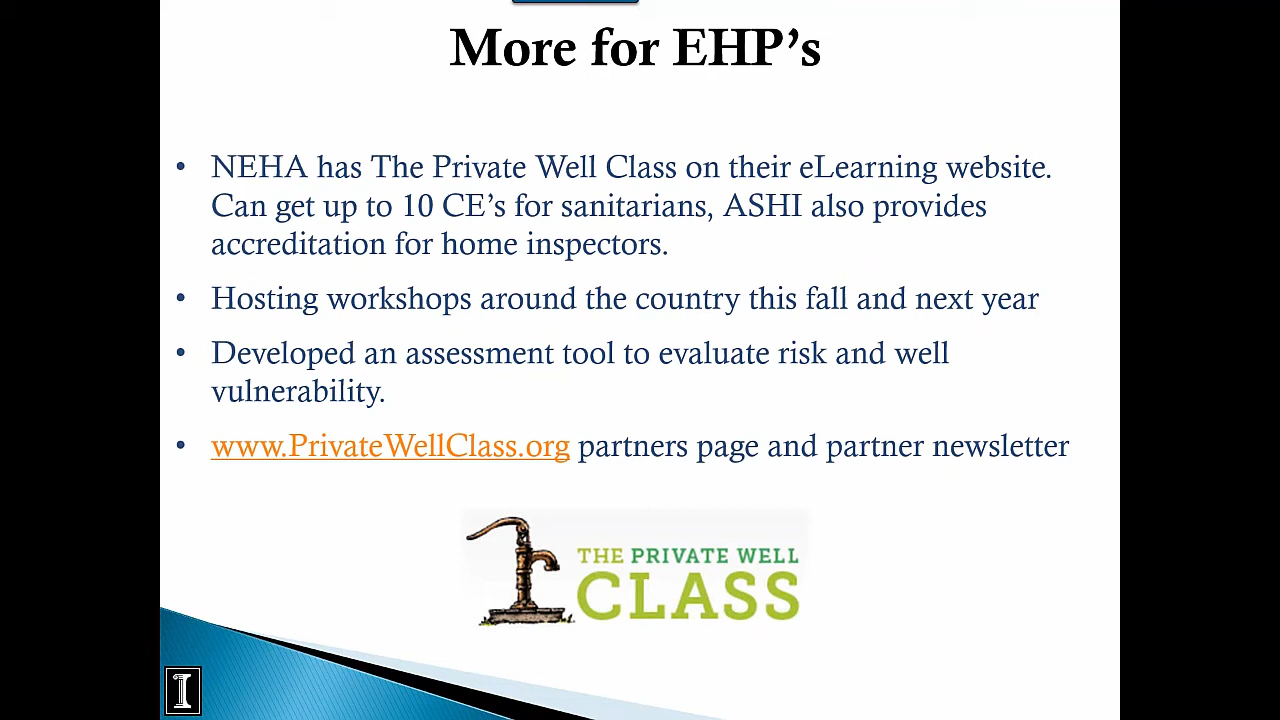 More for EHP’s
• NEHA has The Private Well Class on their eLearning website.
Can get up to 10 CE’s for sanitarians, ASHI also provides
accreditation for home inspectors.
• Hosting workshops around the country this fall and next year
• Developed an assessment tool to evaluate risk and well
vulnerability.
• www.PrivateWellClass.org partners page and partner newsletter
THE PRIVATE WELL
CLASS
I